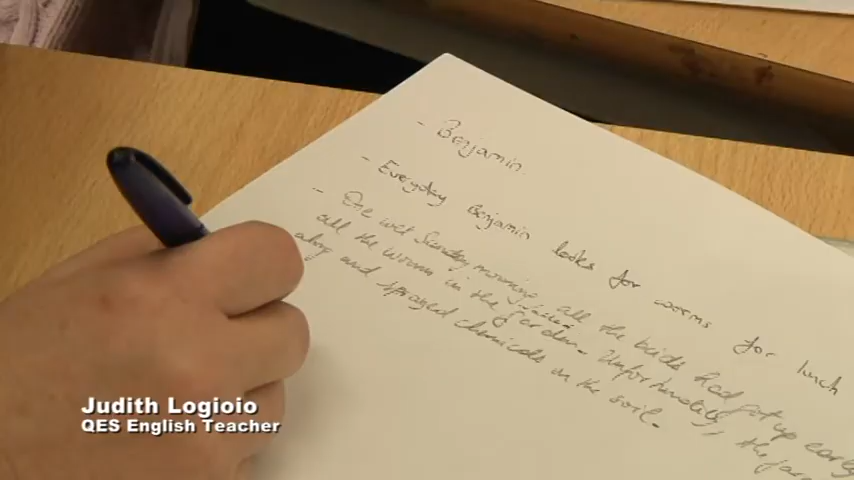 - Benjamin.
- Everyday Benjamin looks for worms for lunch
- One wet Sunday morning, all the birds had got up early
all the worms in the garden. Unfortunately, the
along and sprayed chemicals in the soil.
Judith Logioio
QES English Teacher